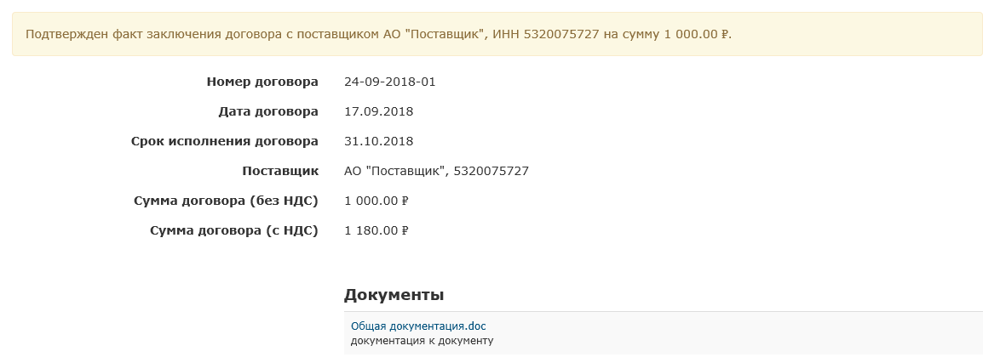 Подтвержден факт заключения договора с поставщиком АО "Поставщик", ИНН 5320075727 на сумму 1 000.00 ₽.
Номер договора 24-09-2018-01
Дата договора 17.09.2018
Срок исполнения договора 31.10.2018
Поставщик АО "Поставщик", 5320075727
Сумма договора (без НДС) 1 000.00 ₽
Сумма договора (с НДС) 1 180.00 ₽
Документы
Общая документация.doc
документация к документу